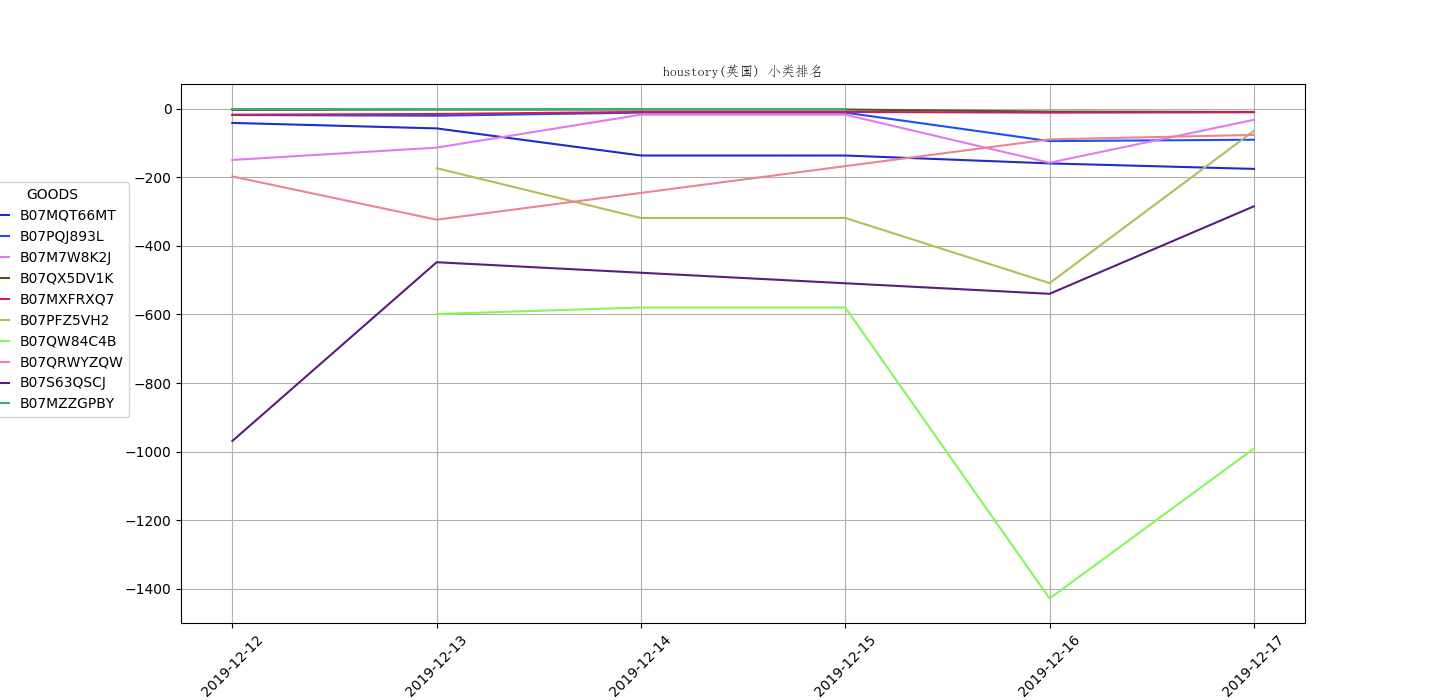 houstory(英国) 小类排名
0
−200
−400
−600
−800
−1000
−1200
−1400
GOODS
B07MQT66MT
B07PQJ893L
B07M7W8K2J
B07QX5DV1K
B07MXFRXQ7
B07PFZ5VH2
B07QW84C4B
B07QRWYZQW
B07S63QSCJ
B07MZZGPBY
2019-12-12
2019-12-13
2019-12-14
2019-12-15
2019-12-16
2019-12-17